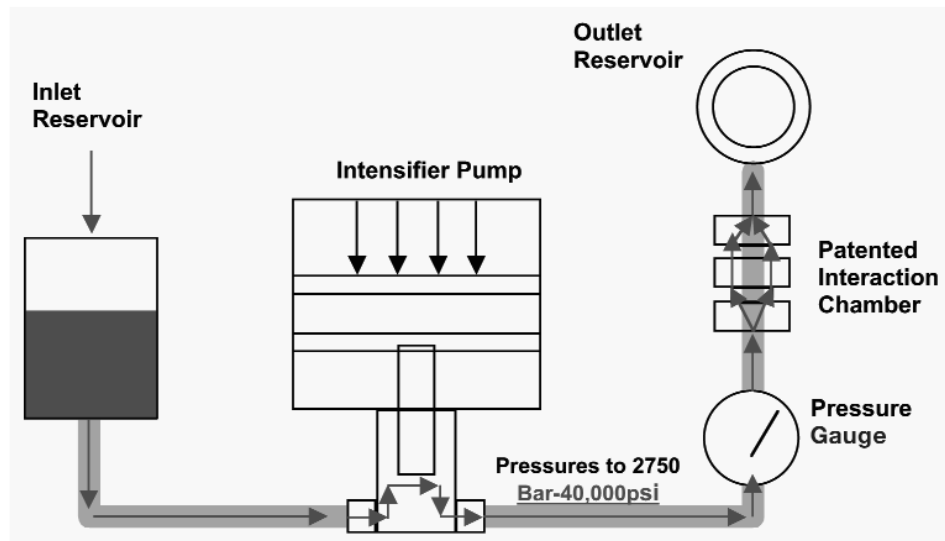 Outlet
Reservoir
Inlet
Reservoir
Intensifier Pump
Patented
Interaction
Chamber
Pressure
Gauge
Pressures to 2750
Bar-40,000psi